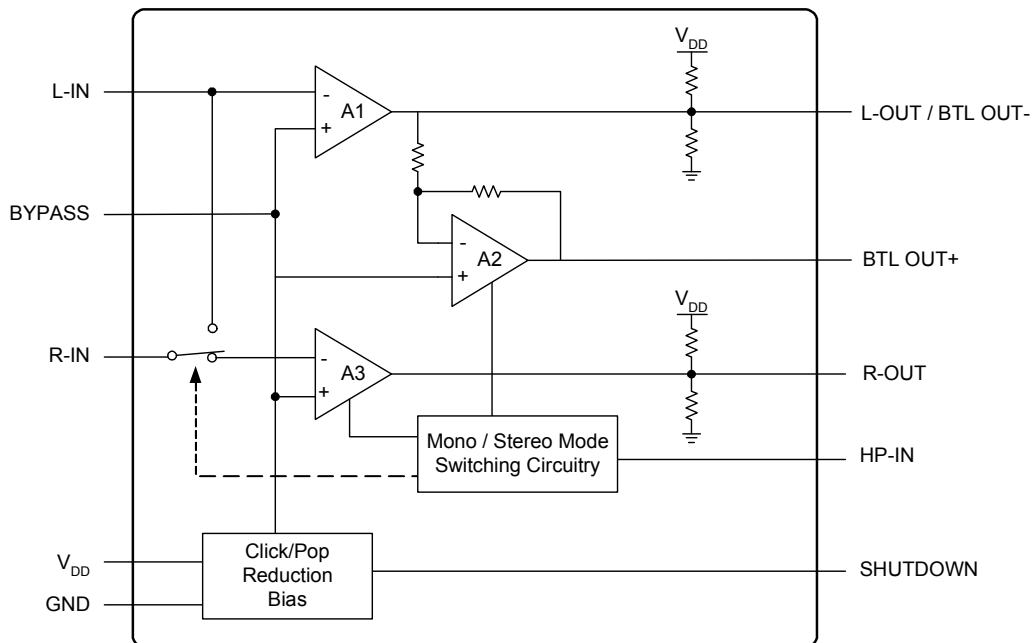 V_DD
L-IN
-
A1
+
L-OUT / BTL OUT-
BYPASS
-
A2
+
BTL OUT+
V_DD
R-IN
-
A3
+
R-OUT
Mono / Stereo Mode
Switching Circuitry
HP-IN
V_DD
GND
Click/Pop
Reduction
Bias
SHUTDOWN